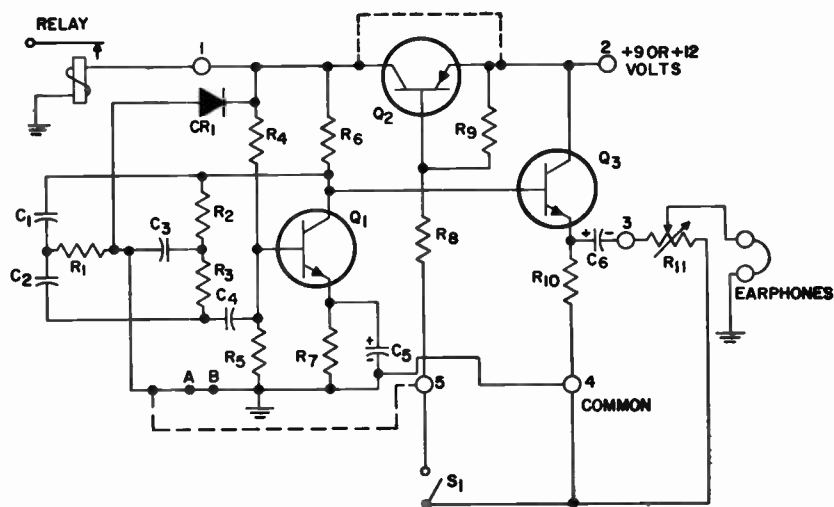 RELAY
1
2
+9 OR +12
VOLTS
CR1
R4
R6
Q2
R9
Q3
C1
R2
C3
Q1
R8
+ -
3
R1
C2
R3
C4
C6
R11
R10
EARPHONES
R5
R7
+
-
C5
A B
5
4
COMMON
S1